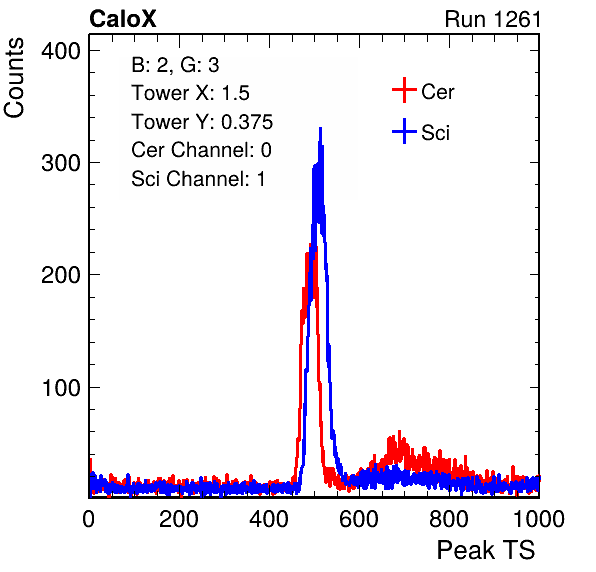 CaloX Run 1261
Counts
400
300
200
100
B: 2, G: 3
Tower X: 1.5
Tower Y: 0.375
Cer Channel: 0
Sci Channel: 1
Cer
Sci
0 200 400 600 800 1000
Peak TS